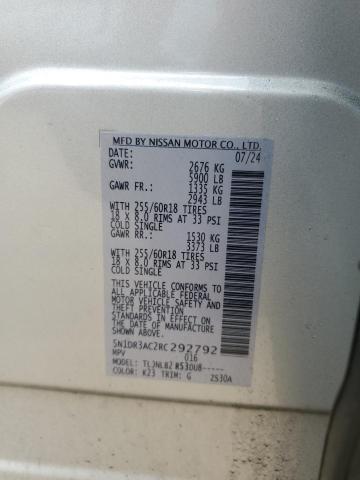 MFD BY NISSAN MOTOR CO., LTD.
DATE: 07/24
GVWR: 2676 KG
5900 LB
GAWR FR: 1335 KG
2943 LB
WITH 255/60R18 TIRES
18 X 8.0 RIMS AT 33 PSI
COLD SINGLE
GAWR RR.: 1530 KG
3373 LB
WITH 255/60R18 TIRES
18 X 8.0 RIMS AT 33 PSI
COLD SINGLE
THIS VEHICLE CONFORMS TO
ALL APPLICABLE FEDERAL
MOTOR VEHICLE SAFETY AND
THEFT PREVENTION
STANDARDS IN EFFECT ON
THE DATE OF MANUFACTURE
SHOWN ABOVE.
5N1DR3AC2RC292792
MPV 016
MODEL: R53DU8-----
COLOR: K23 TRIM: G 2S30A